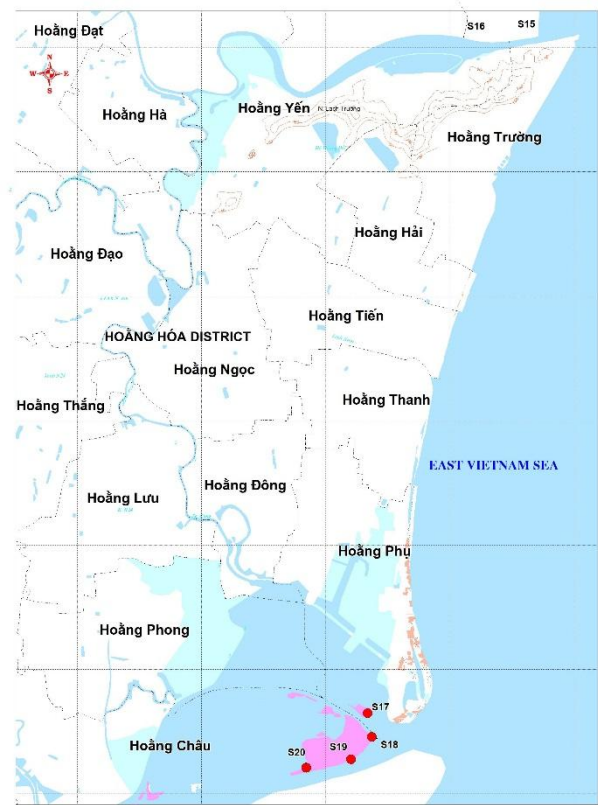 S15
S16
Hoằng Đạt
N
W E
S
Hoằng Hà
Hoằng Yến
N. Lạch Trường
Hoằng Trường
Hoằng Hải
Hoằng Đạo
Hoằng Tiến
HOẰNG HÓA DISTRICT
Hoằng Ngọc
Hoằng Thắng
Hoằng Thanh
EAST VIETNAM SEA
Hoằng Đông
Hoằng Lưu
Hoằng Phụ
Hoằng Phong
S17
Hoằng Châu
S18
S19
S20